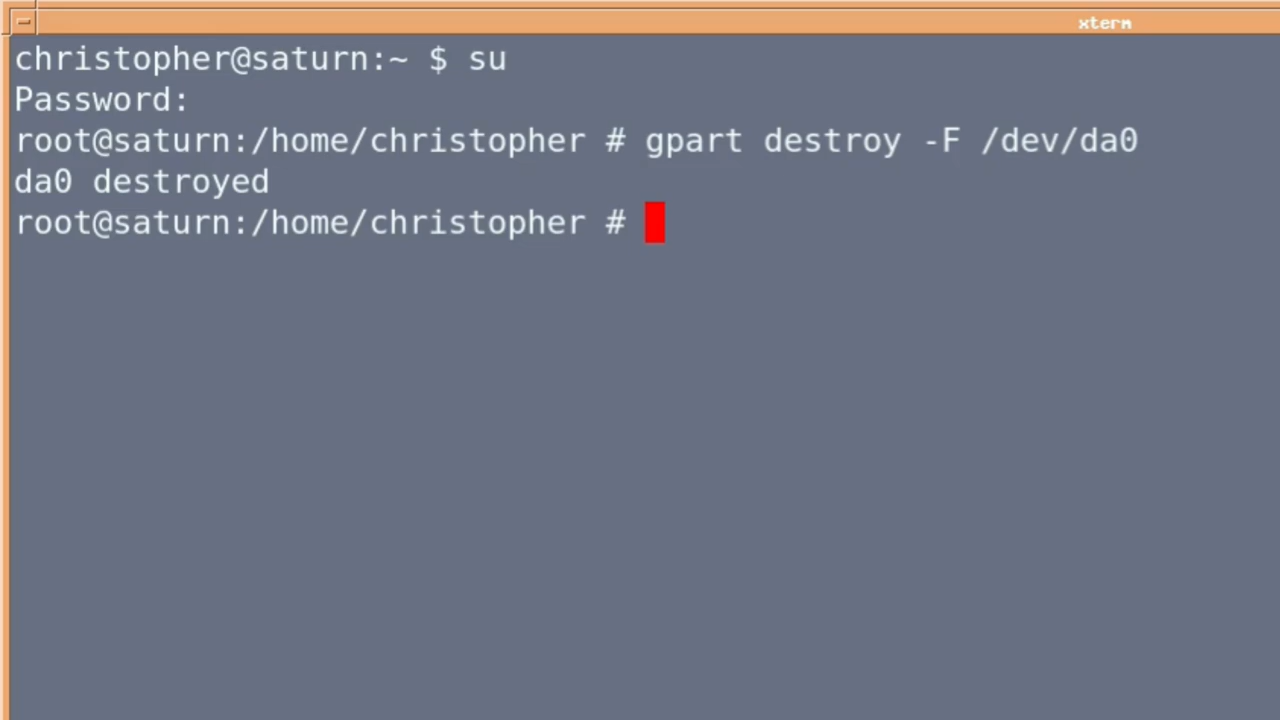 xterm
christopher@saturn:~ $ su
Password:
root@saturn:/home/christopher # gpart destroy -F /dev/da0
da0 destroyed
root@saturn:/home/christopher #